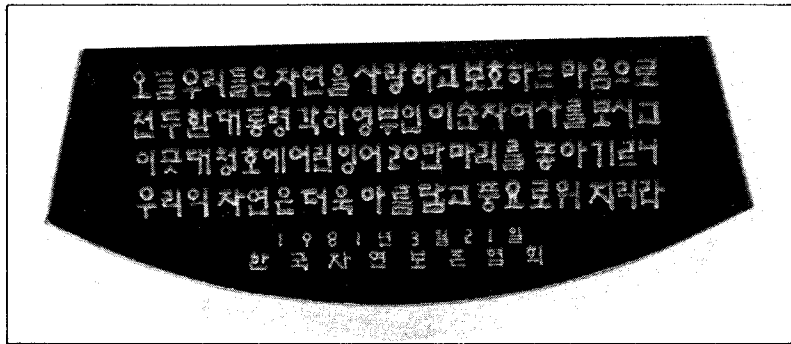 오늘 우리들은 자연을 사랑하고 보호하는 마음으로
전두환 대통령 각하 영부인 이순자 여사를 모시고
이곳 대청호에 어린 잉어 20만 마리를 놓아 기르니
우리의 자연은 더욱 아름답고 풍요로워 지리라
1981년 3월 21일
한국자연보존협회